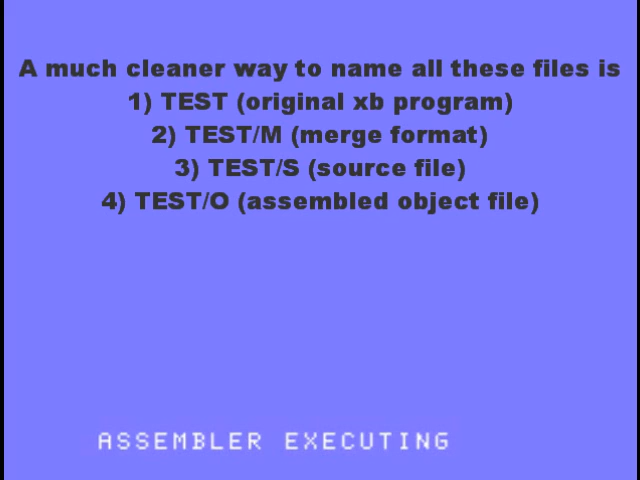 A much cleaner way to name all these files is
1) TEST (original xb program)
2) TEST/M (merge format)
3) TEST/S (source file)
4) TEST/O (assembled object file)
ASSEMBLER EXECUTING